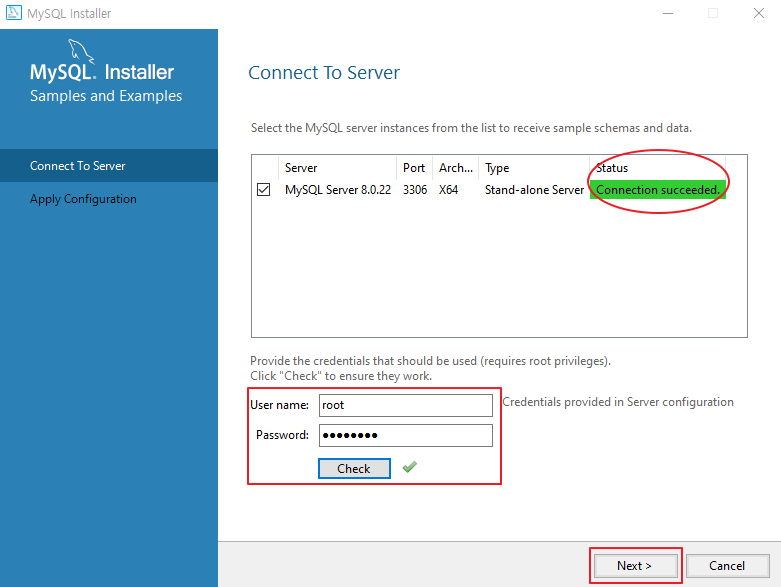 MySQL Installer
MySQL. Installer
Samples and Examples
Connect To Server
Apply Configuration
Connect To Server
Select the MySQL server instances from the list to receive sample schemas and data.
Server Port Arch... Type Status
MySQL Server 8.0.22 3306 X64 Stand-alone Server Connection succeeded.
Provide the credentials that should be used (requires root privileges).
Click "Check" to ensure they work.
User name: root Credentials provided in Server configuration
Password: ●●●●●●●●
Check
Next > Cancel